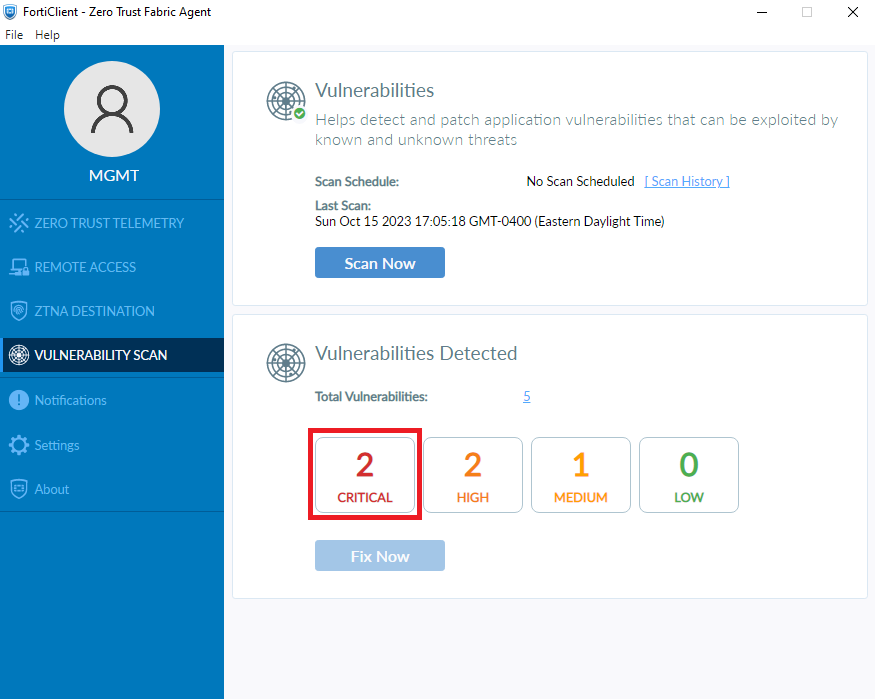 FortiClient - Zero Trust Fabric Agent
File Help
MGMT
ZERO TRUST TELEMETRY
REMOTE ACCESS
ZTNA DESTINATION
VULNERABILITY SCAN
Notifications
Settings
About
Vulnerabilities
Helps detect and patch application vulnerabilities that can be exploited by
known and unknown threats
Scan Schedule: No Scan Scheduled [ Scan History ]
Last Scan:
Sun Oct 15 2023 17:05:18 GMT-0400 (Eastern Daylight Time)
Scan Now
Vulnerabilities Detected
Total Vulnerabilities: 5
2 2 1 0
CRITICAL HIGH MEDIUM LOW
Fix Now